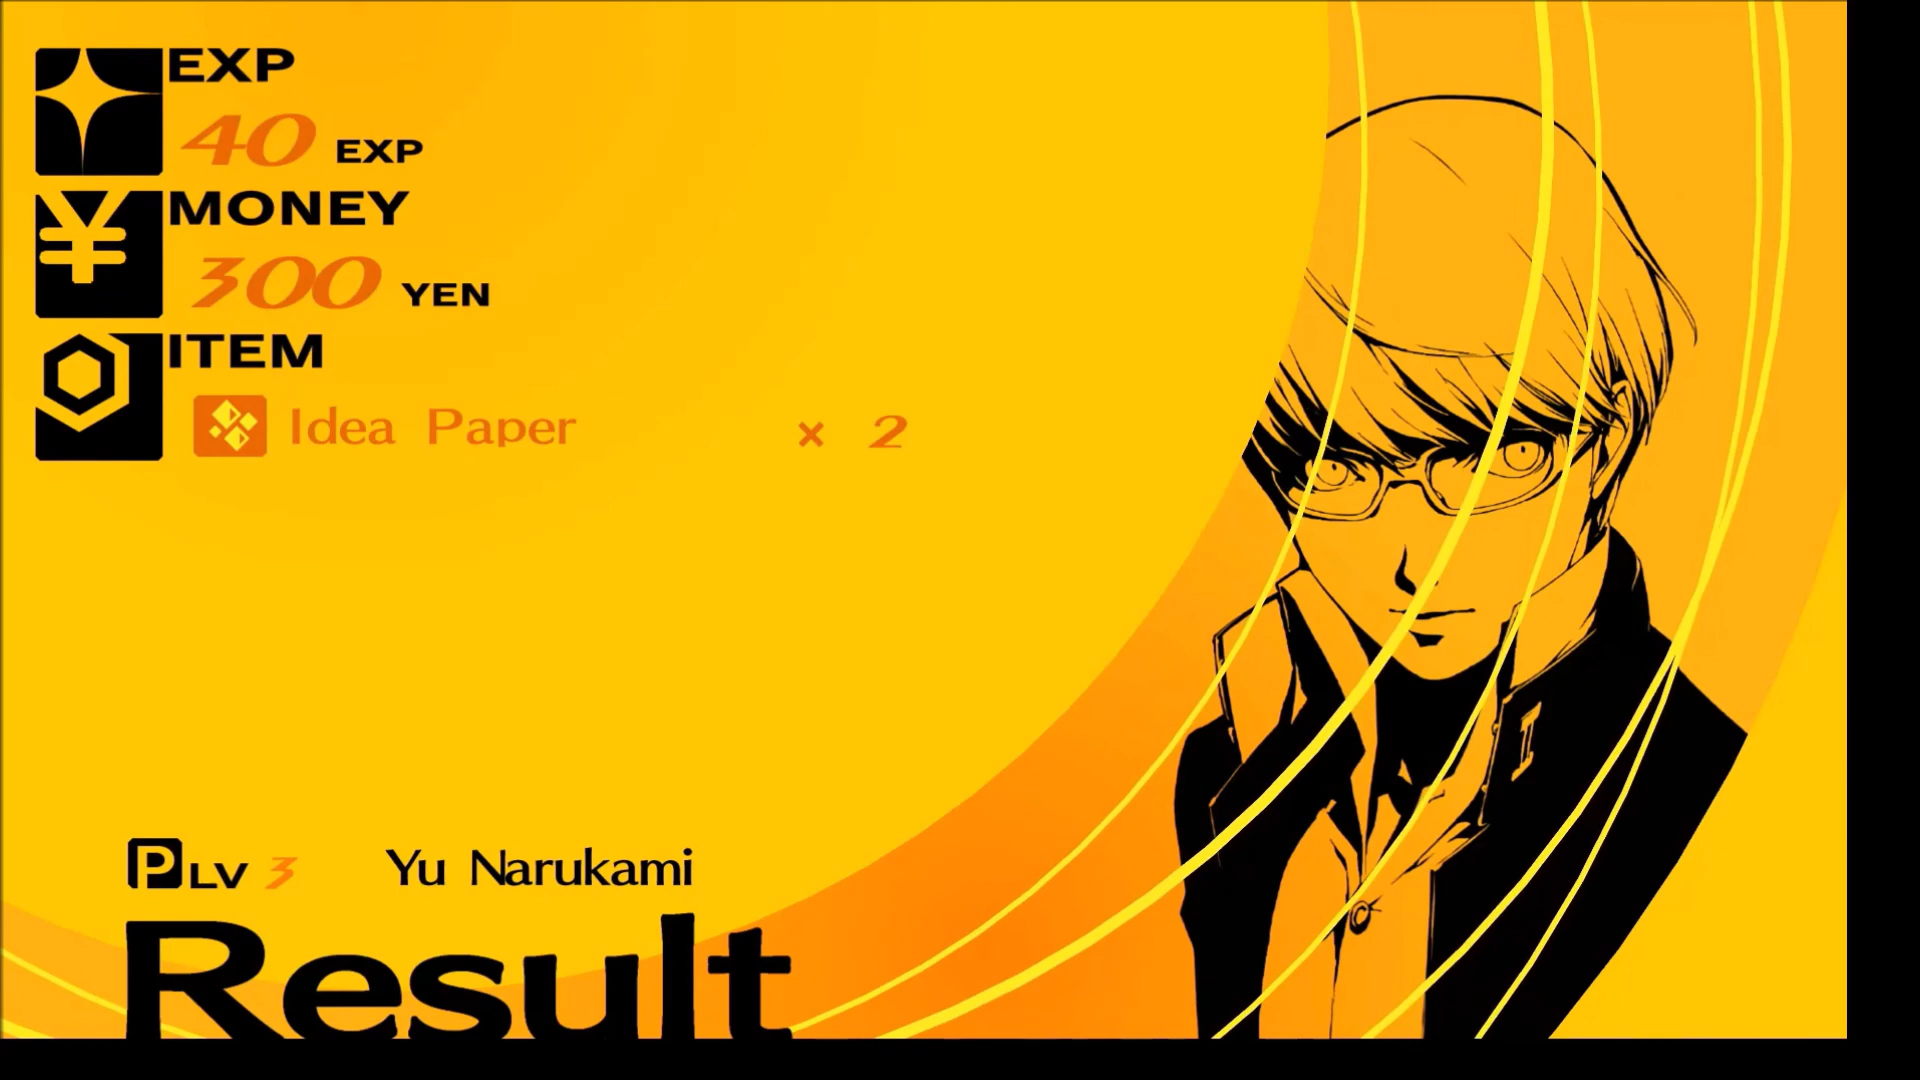 EXP
40 EXP
MONEY
¥
300 YEN
ITEM
Idea Paper × 2
P LV 3 Yu Narukami
Result